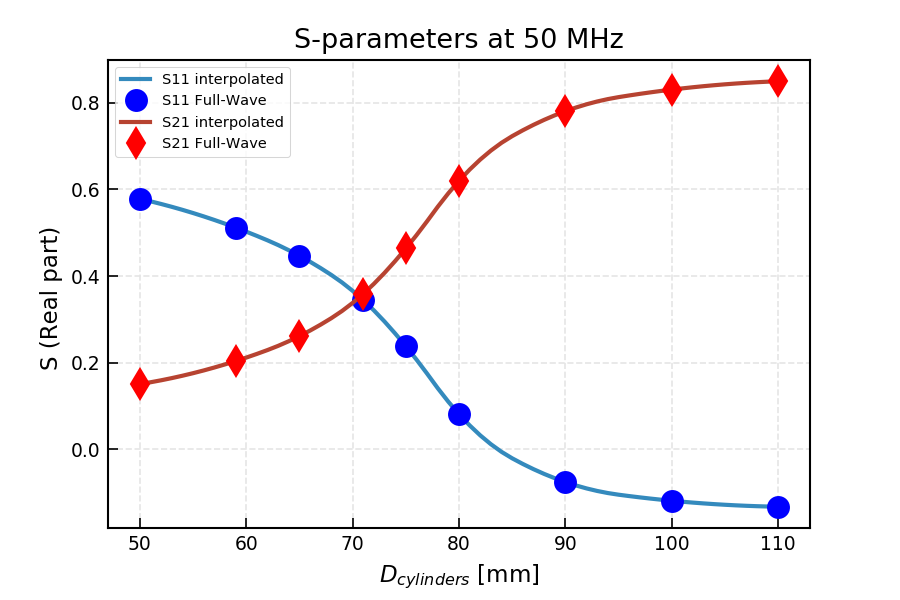 S-parameters at 50 MHz
S11 interpolated
S11 Full-Wave
S21 interpolated
S21 Full-Wave
S (Real part)
0.8
0.6
0.4
0.2
0.0
50 60 70 80 90 100 110
D_cylinders [mm]